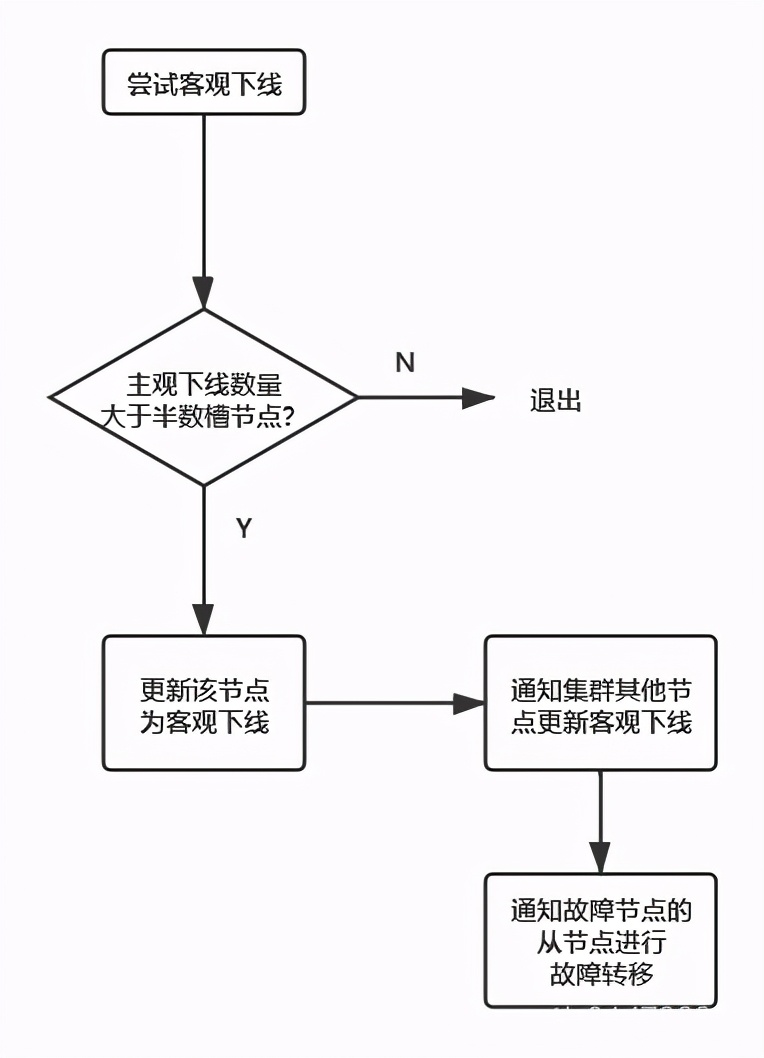 尝试客观下线
主观下线数量
大于半数槽节点?
N
退出
Y
更新该节点
为客观下线
通知集群其他节
点更新客观下线
通知故障节点的
从节点进行
故障转移